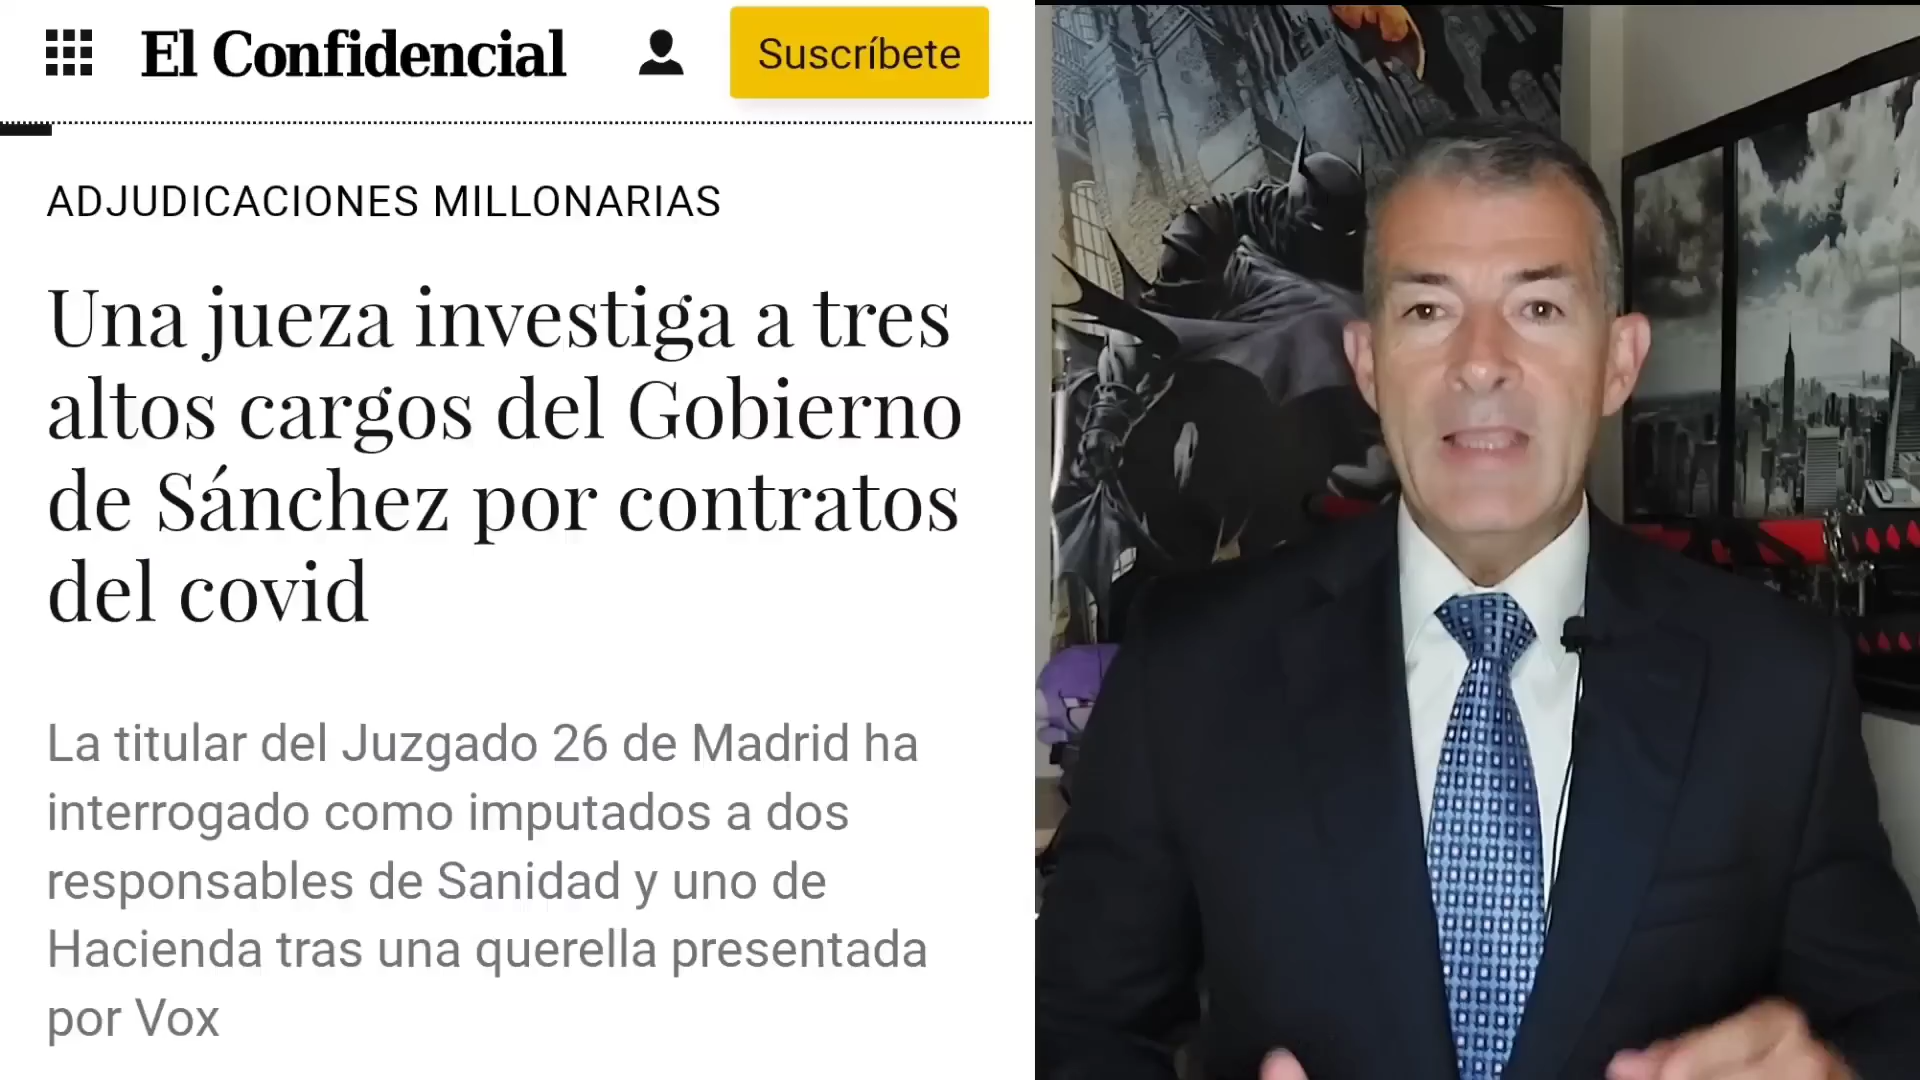 El Confidencial
Suscríbete
ADJUDICACIONES MILLONARIAS
Una jueza investiga a tres
altos cargos del Gobierno
de Sánchez por contratos
del covid
La titular del Juzgado 26 de Madrid ha
interrogado como imputados a dos
responsables de Sanidad y uno de
Hacienda tras una querella presentada
por Vox